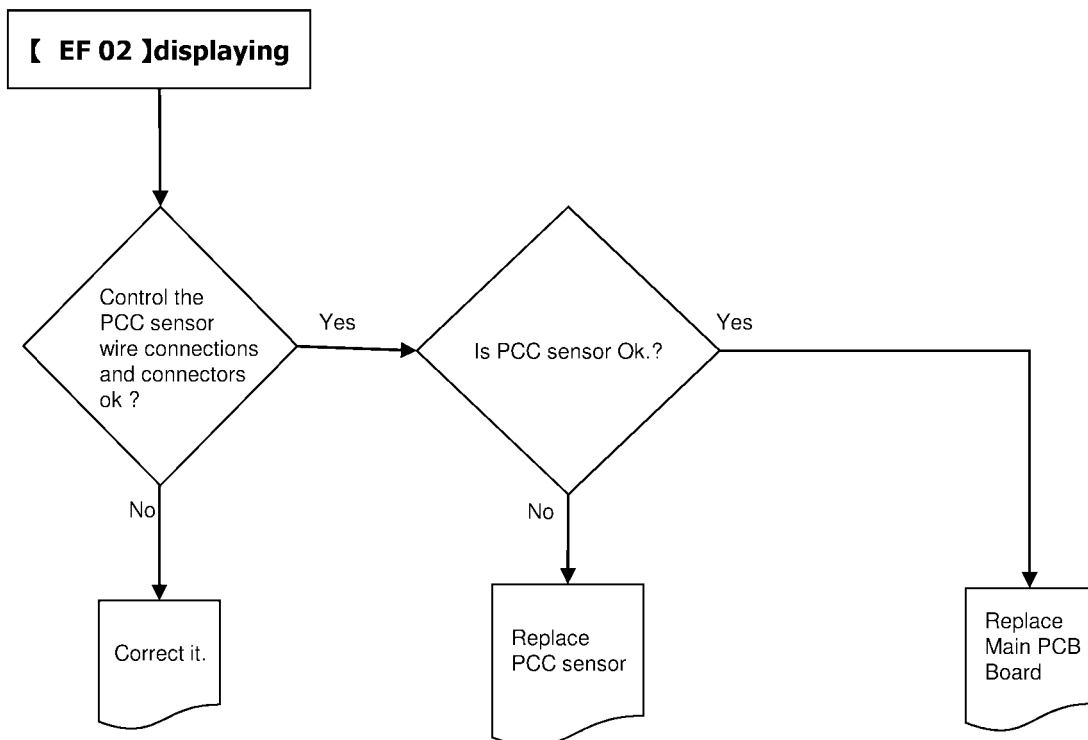 【 EF 02 】displaying
Control the
PCC sensor
wire connections
and connectors
ok ?
Yes
Is PCC sensor Ok.?
Yes
No
No
Correct it.
Replace
PCC sensor
Replace
Main PCB
Board